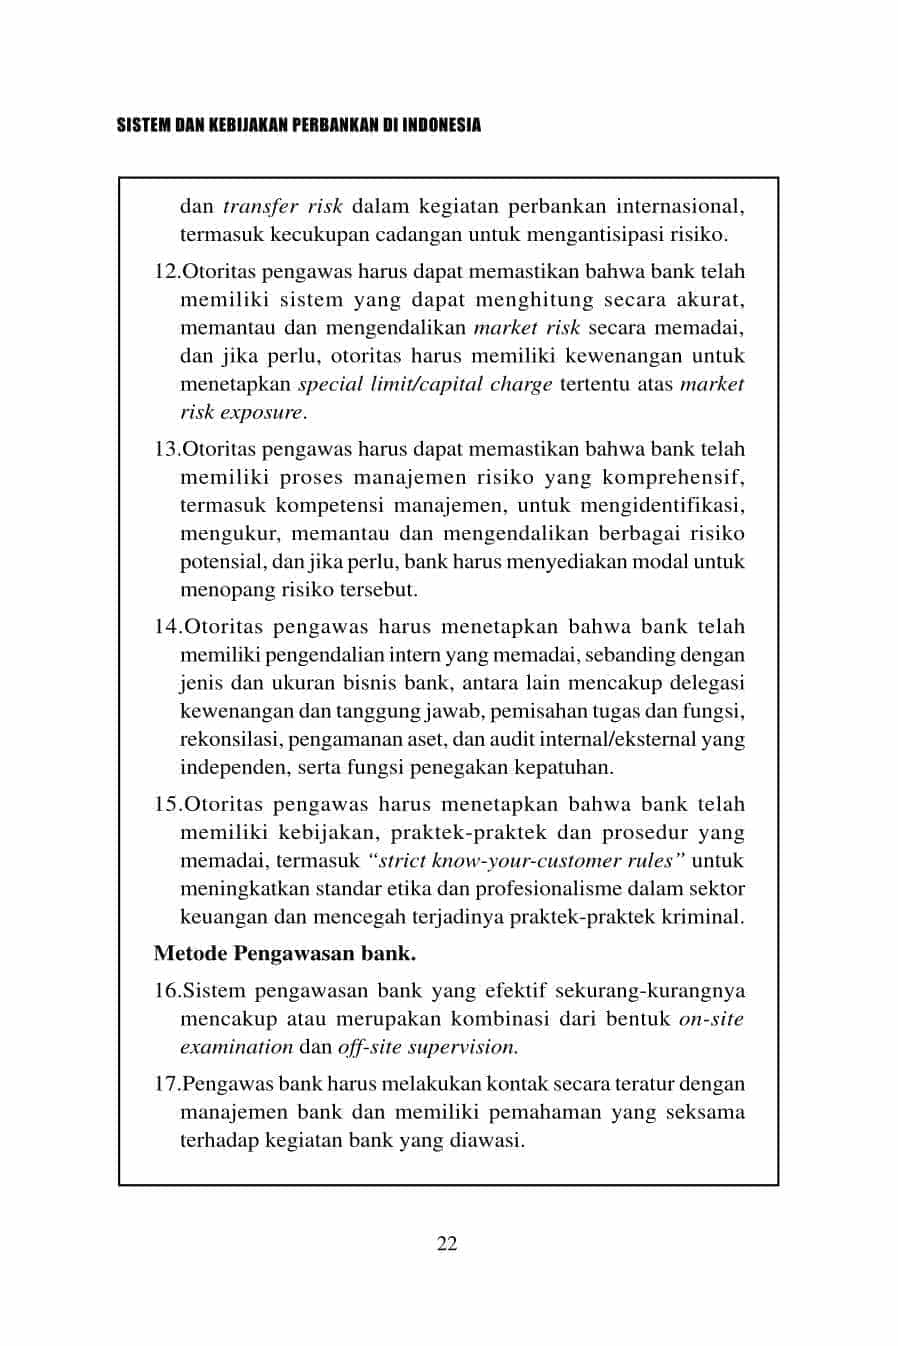 SISTEM DAN KEBIJAKAN PERBANKAN DI INDONESIA
dan transfer risk dalam kegiatan perbankan internasional,
termasuk kecukupan cadangan untuk mengantisipasi risiko.
12.Otoritas pengawas harus dapat memastikan bahwa bank telah
memiliki sistem yang dapat menghitung secara akurat,
memantau dan mengendalikan market risk secara memadai,
dan jika perlu, otoritas harus memiliki kewenangan untuk
menetapkan special limit/capital charge tertentu atas market
risk exposure.
13.Otoritas pengawas harus dapat memastikan bahwa bank telah
memiliki proses manajemen risiko yang komprehensif,
termasuk kompetensi manajemen, untuk mengidentifikasi,
mengukur, memantau dan mengendalikan berbagai risiko
potensial, dan jika perlu, bank harus menyediakan modal untuk
menopang risiko tersebut.
14.Otoritas pengawas harus menetapkan bahwa bank telah
memiliki pengendalian intern yang memadai, sebanding dengan
jenis dan ukuran bisnis bank, antara lain mencakup delegasi
kewenangan dan tanggung jawab, pemisahan tugas dan fungsi,
rekonsilasi, pengamanan aset, dan audit internal/eksternal yang
independen, serta fungsi penegakan kepatuhan.
15.Otoritas pengawas harus menetapkan bahwa bank telah
memiliki kebijakan, praktek-praktek dan prosedur yang
memadai, termasuk “strict know-your-customer rules” untuk
meningkatkan standar etika dan profesionalisme dalam sektor
keuangan dan mencegah terjadinya praktek-praktek kriminal.
Metode Pengawasan bank.
16.Sistem pengawasan bank yang efektif sekurang-kurangnya
mencakup atau merupakan kombinasi dari bentuk on-site
examination dan off-site supervision.
17.Pengawas bank harus melakukan kontak secara teratur dengan
manajemen bank dan memiliki pemahaman yang seksama
terhadap kegiatan bank yang diawasi.
22